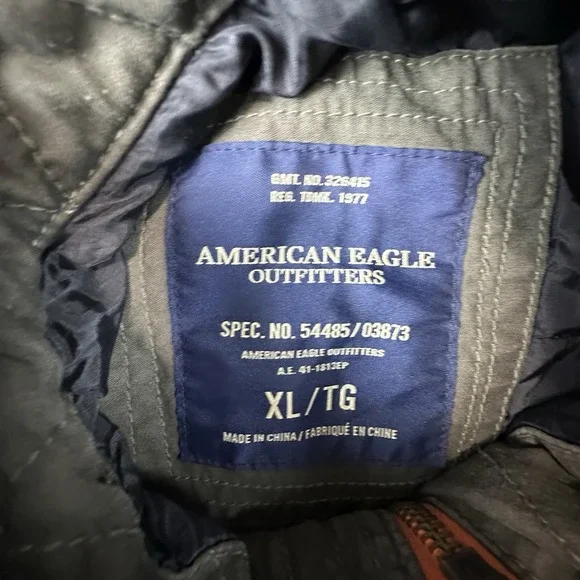 GMT. NO. 326415
REG. TDMK. 1977
AMERICAN EAGLE
OUTFITTERS
SPEC. NO. 54485/03873
AMERICAN EAGLE OUTFITTERS
A.E. 41-1813EP
XL/TG
MADE IN CHINA/FABRIQUÉ EN CHINE